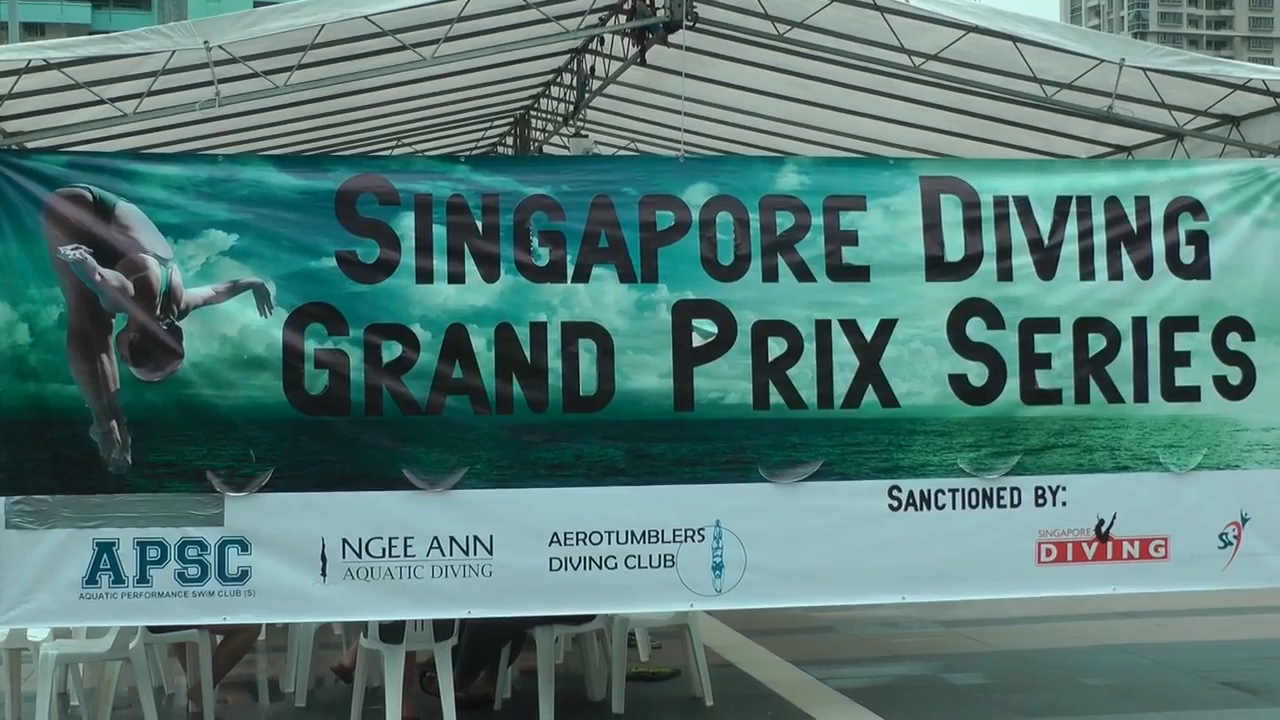 SINGAPORE DIVING
GRAND PRIX SERIES
SANCTIONED BY:
APSC
AQUATIC PERFORMANCE SWIM CLUB (S)
NGEE ANN
AQUATIC DIVING
AEROTUMBLERS
DIVING CLUB
SINGAPORE
DIVING
SSA